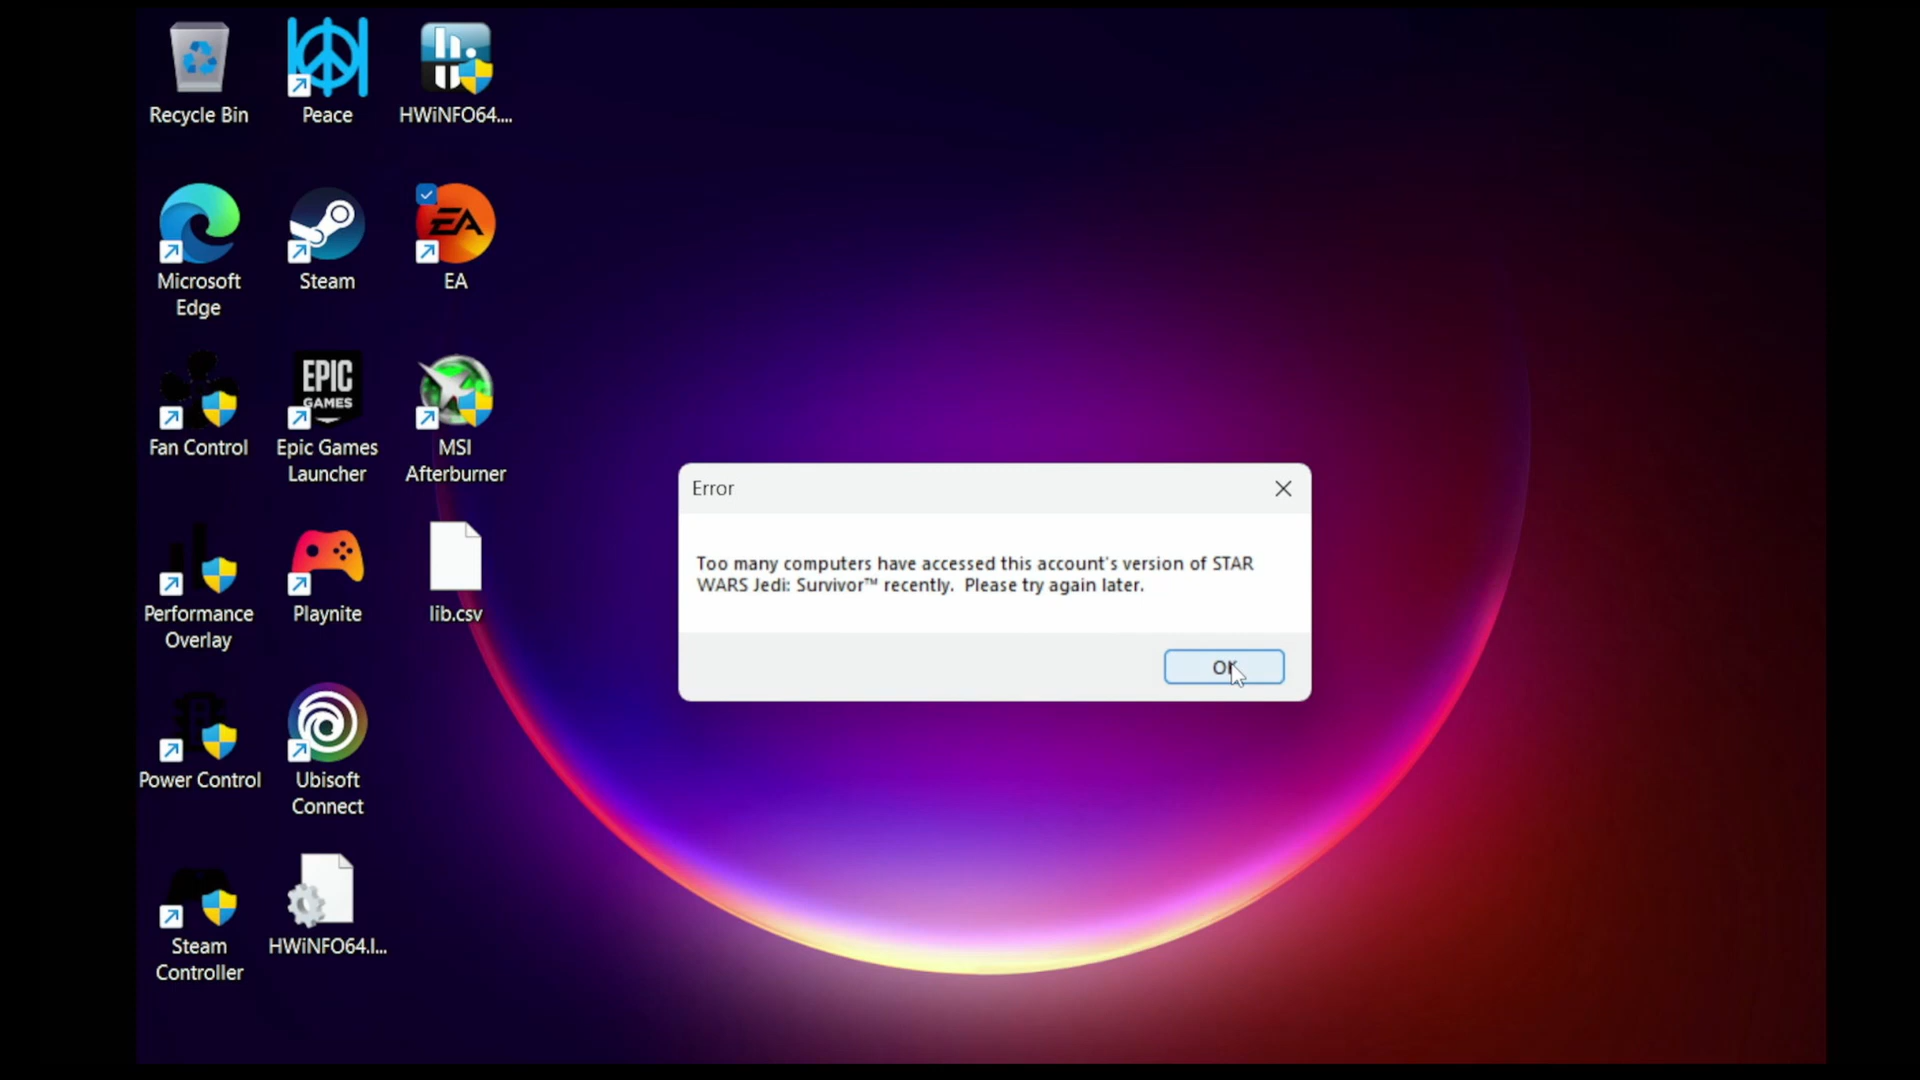 Recycle Bin
Peace
HWiNFO64....
Microsoft
Edge
Steam
EA
EA
Fan Control
EPIC
GAMES
Epic Games
Launcher
MSI
Afterburner
Performance
Overlay
Playnite
lib.csv
Power Control
Ubisoft
Connect
Steam
Controller
HWiNFO64.I...
Error
Too many computers have accessed this account's version of STAR
WARS Jedi: Survivor™ recently.  Please try again later.
OK